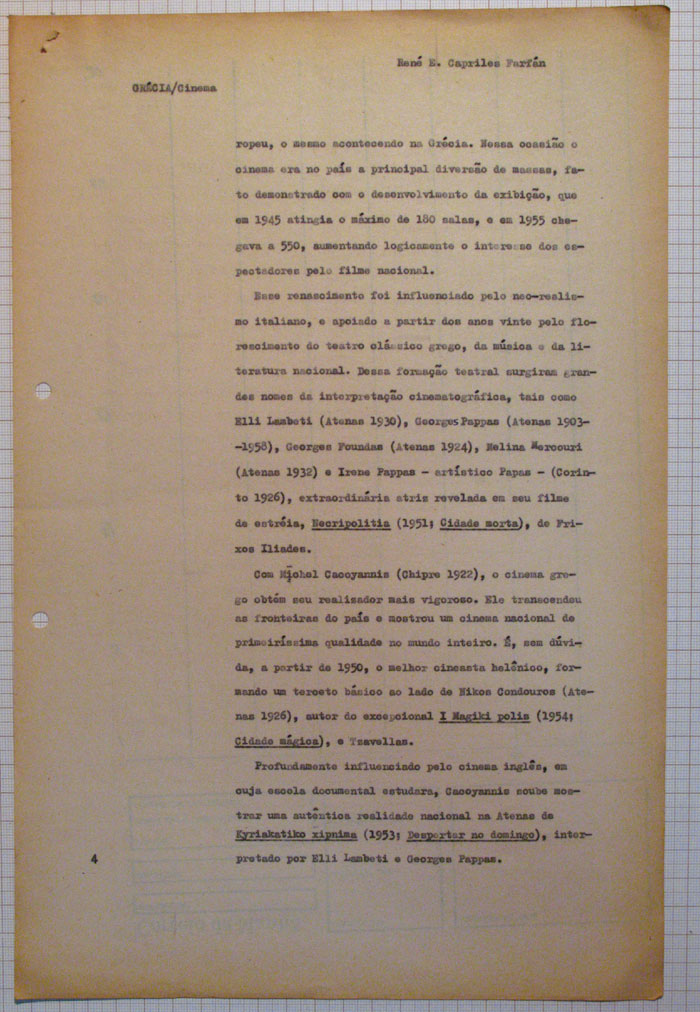 René E. Capriles Farfán
GRÉCIA/Cinema
ropeu, o mesmo acontecendo na Grécia. Nessa ocasião o
cinema era no país a principal diversão de massas, fa-
to demonstrado com o desenvolvimento da exibição, que
em 1945 atingia o máximo de 180 salas, e em 1955 che-
gava a 550, aumentando logicamente o interesse dos es-
pectadores pelo filme nacional.
Esse renascimento foi influenciado pelo neo-realis-
mo italiano, e apoiado a partir dos anos vinte pelo flo-
rescimento do teatro clássico grego, da música e da li-
teratura nacional. Dessa formação teatral surgiram gran-
des nomes da interpretação cinematográfica, tais como
Elli Lambeti (Atenas 1930), Georges Pappas (Atenas 1903-
-1958), Georges Foundas (Atenas 1924), Melina Mercouri
(Atenas 1932) e Irene Pappas - artístico Papas - (Corin-
to 1926), extraordinária atriz revelada em seu filme
de estréia, Necripolitia (1951; Cidade morta), de Fri-
xos Iliades.
Com Michel Cacoyannis (Chipre 1922), o cinema gre-
go obtém seu realizador mais vigoroso. Ele transcendeu
as fronteiras do país e mostrou um cinema nacional de
primeiríssima qualidade no mundo inteiro. É, sem dúvi-
da, a partir de 1950, o melhor cineasta helênico, for-
mando um terceto básico ao lado de Nikos Condouros (Ate-
nas 1926), autor do excepcional I Magiki polis (1954;
Cidade mágica), e Tsavellas.
Profundamente influenciado pelo cinema inglês, em
cuja escola documental estudara, Cacoyannis soube mos-
trar uma autêntica realidade nacional na Atenas de
Kyriakatiko xipnima (1953; Despertar no domingo), inter-
pretado por Elli Lambeti e Georges Pappas.
4